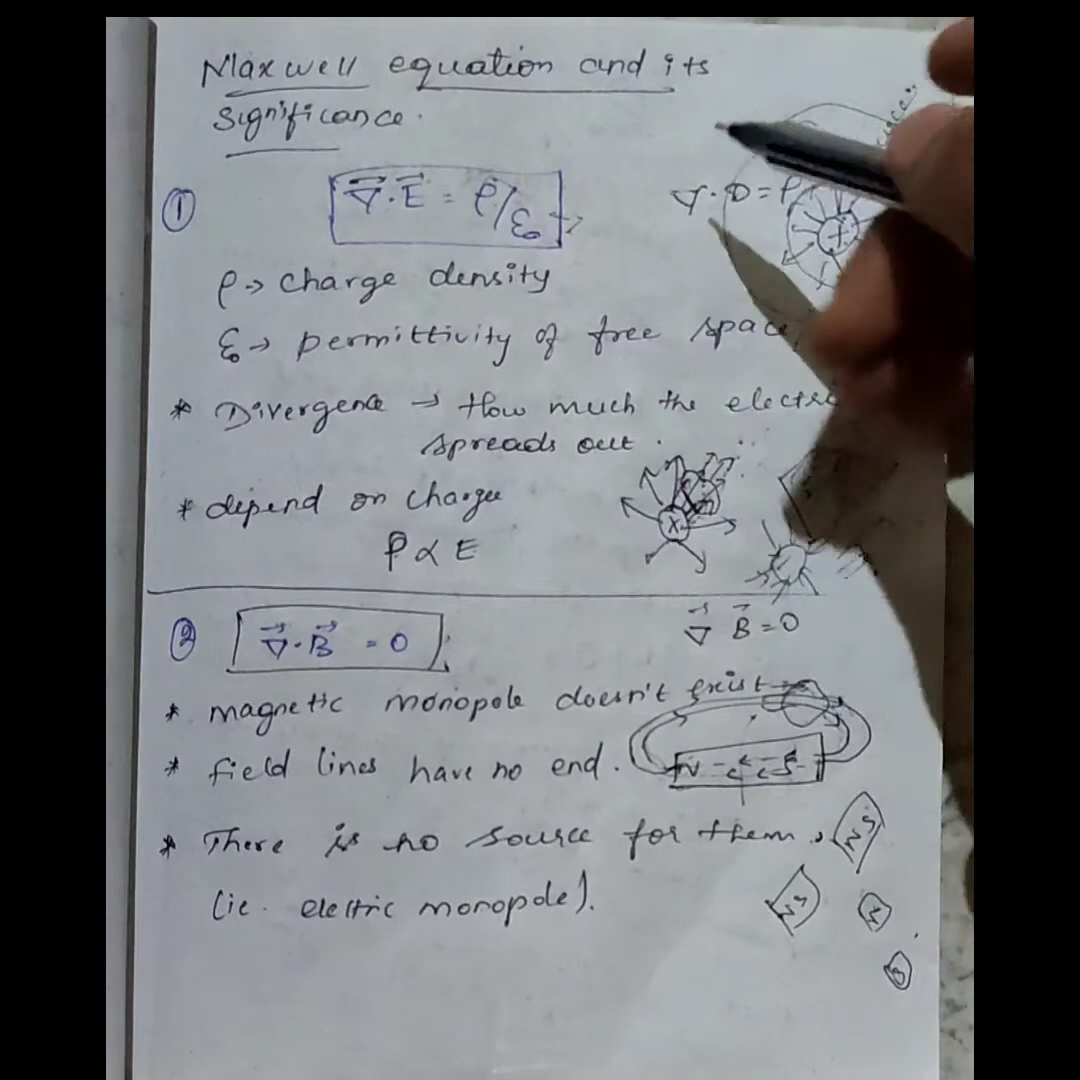 Maxwell equation and its
significance.
① ∇⃗·E⃗ = ρ/ε₀
∇·D = ρ
ρ → charge density
ε₀ → permittivity of free space,
* Divergence → How much the
spreads out.
* depend on charge
ρ ∝ E
② ∇⃗·B⃗ = 0
∇⃗ B⃗ = 0
* magnetic monopole doesn't exist
* field lines have no end.
N S
* There is no source for them.
N S
(ie. electric monopole).
N S